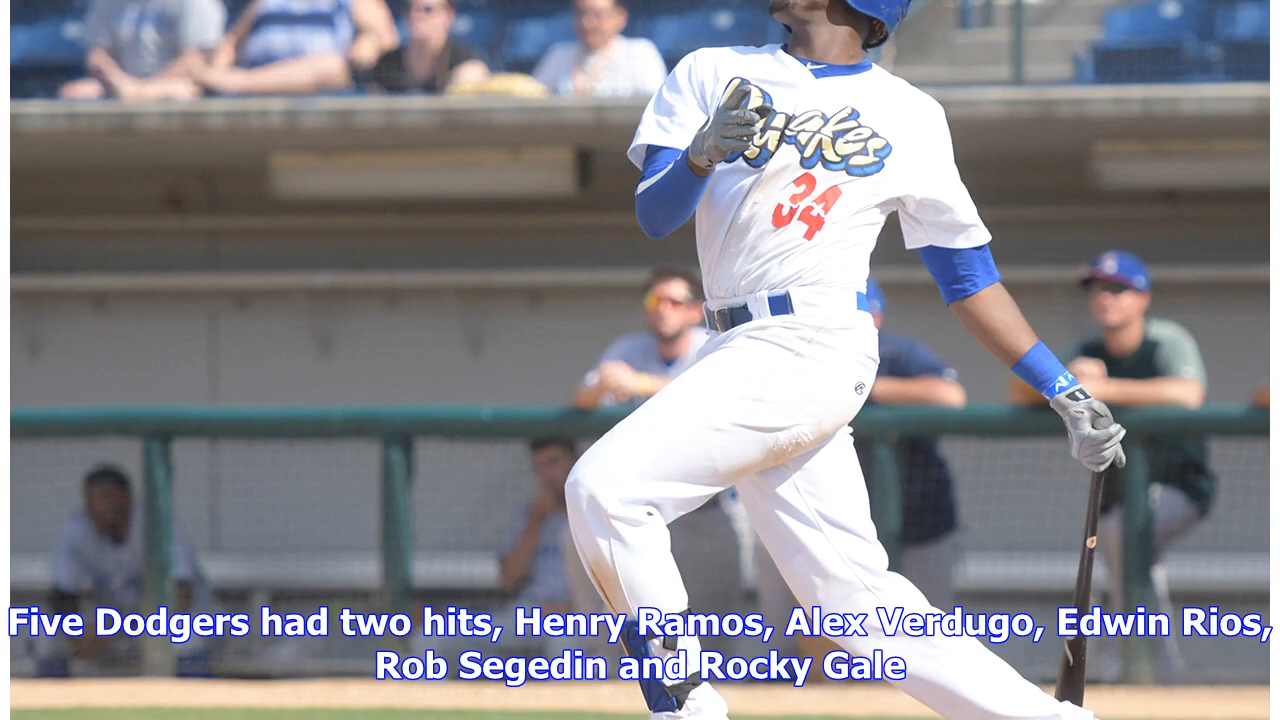 Quakes
34
Five Dodgers had two hits, Henry Ramos, Alex Verdugo, Edwin Rios,
Rob Segedin and Rocky Gale